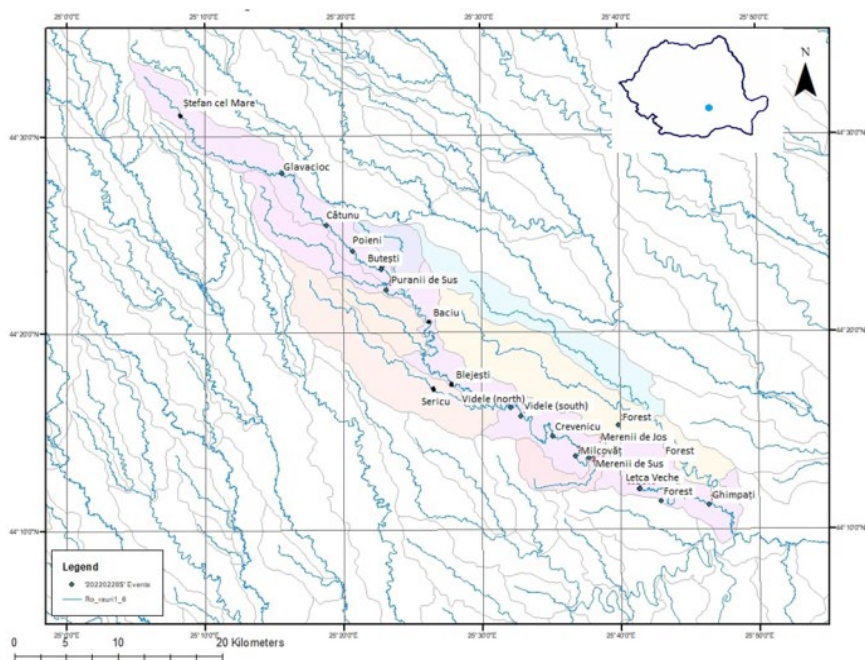 25°0'0"E 25°10'0"E 25°20'0"E 25°30'0"E 25°40'0"E 25°50'0"E
N
Ștefan cel Mare
44°30'0"N 44°30'0"N
Glavacioc
Cătunu
Poieni
Butești
Puranii de Sus
Baciu
44°20'0"N 44°20'0"N
Blejești
Sericu
Videle (north)
Videle (south)
Forest
Crevenicu
Merenii de Jos
Milcovăț
Forest
Merenii de Sus
Letca Veche
Forest
Ghimpați
44°10'0"N 44°10'0"N
Legend
'20220228S' Events
Ro_rauri1_6
25°0'0"E 25°10'0"E 25°20'0"E 25°30'0"E 25°40'0"E 25°50'0"E
0 5 10 20 Kilometers